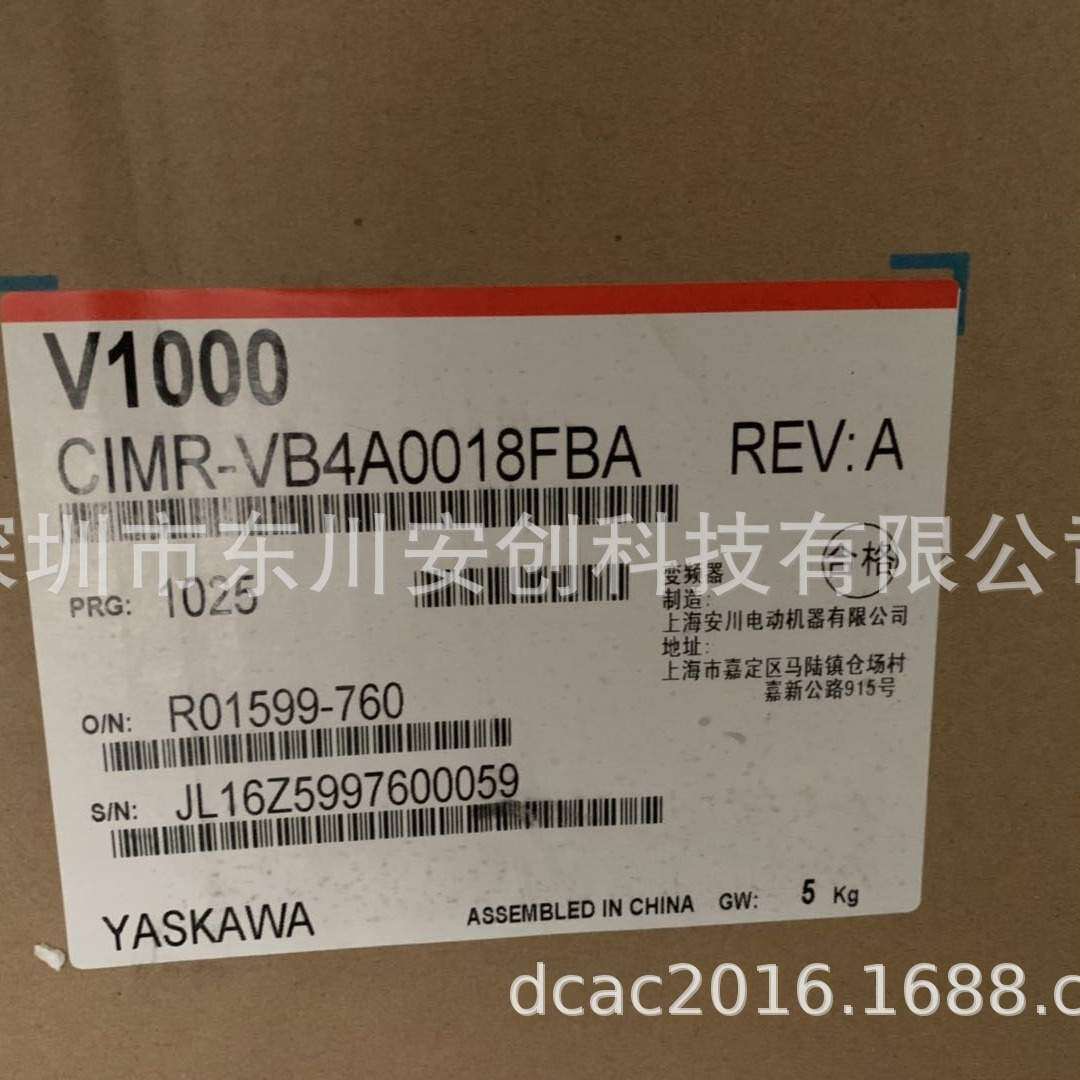 V1000
CIMR-VB4A0018FBA REV: A
深圳市东川安创科技有限公司
合格
PRG: 1025
变频器
制造:
上海安川电动机器有限公司
地址:
上海市嘉定区马陆镇仓场村
嘉新公路915号
O/N: R01599-760
S/N: JL16Z5997600059
YASKAWA ASSEMBLED IN CHINA GW: 5 Kg
dcac2016.1688.c